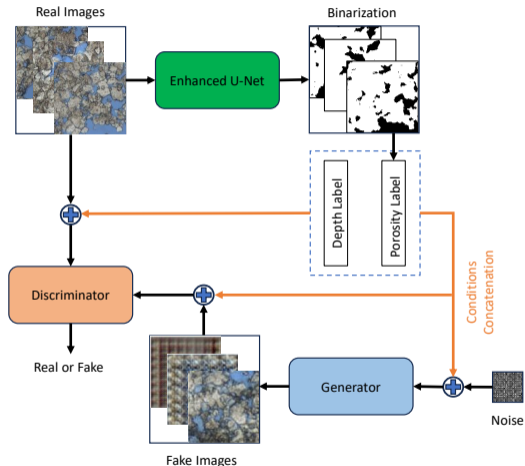 Real Images
Binarization
Enhanced U-Net
Depth Label
Porosity Label
Discriminator
Conditions
Concatenation
Real or Fake
Generator
Noise
Fake Images